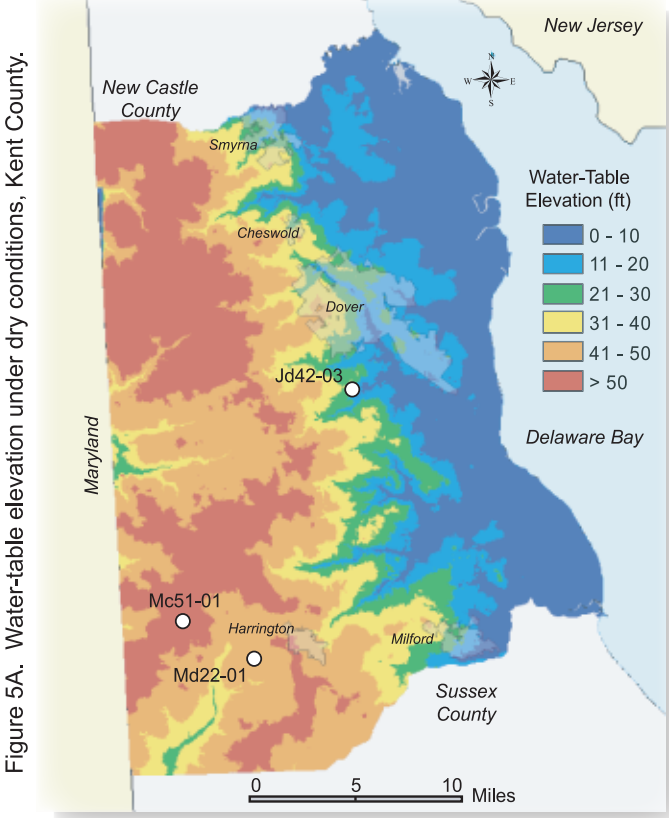 Figure 5A. Water-table elevation under dry conditions, Kent County.
New Jersey
N
W
E
S
New Castle
County
Smyrna
Water-Table
Elevation (ft)
0 - 10
11 - 20
21 - 30
31 - 40
41 - 50
> 50
Cheswold
Dover
Jd42-03
Maryland
Delaware Bay
Mc51-01
Harrington
Milford
Md22-01
Sussex
County
0 5 10 Miles